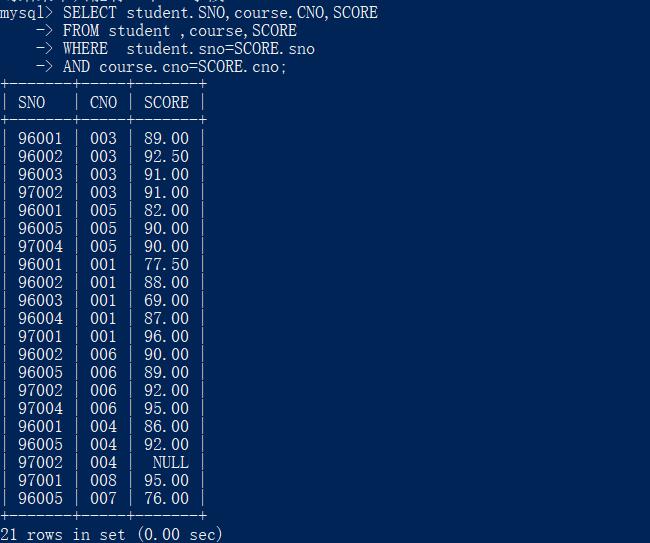 mysql> SELECT student.SNO,course.CNO,SCORE
    -> FROM student ,course,SCORE
    -> WHERE  student.sno=SCORE.sno
    -> AND course.cno=SCORE.cno;
+-------+-----+-------+
| SNO   | CNO | SCORE |
+-------+-----+-------+
| 96001 | 003 | 89.00 |
| 96002 | 003 | 92.50 |
| 96003 | 003 | 91.00 |
| 97002 | 003 | 91.00 |
| 96001 | 005 | 82.00 |
| 96005 | 005 | 90.00 |
| 97004 | 005 | 90.00 |
| 96001 | 001 | 77.50 |
| 96002 | 001 | 88.00 |
| 96003 | 001 | 69.00 |
| 96004 | 001 | 87.00 |
| 97001 | 001 | 96.00 |
| 96002 | 006 | 90.00 |
| 96005 | 006 | 89.00 |
| 97002 | 006 | 92.00 |
| 97004 | 006 | 95.00 |
| 96001 | 004 | 86.00 |
| 96005 | 004 | 92.00 |
| 97002 | 004 |  NULL |
| 97001 | 008 | 95.00 |
| 96005 | 007 | 76.00 |
+-------+-----+-------+
21 rows in set (0.00 sec)